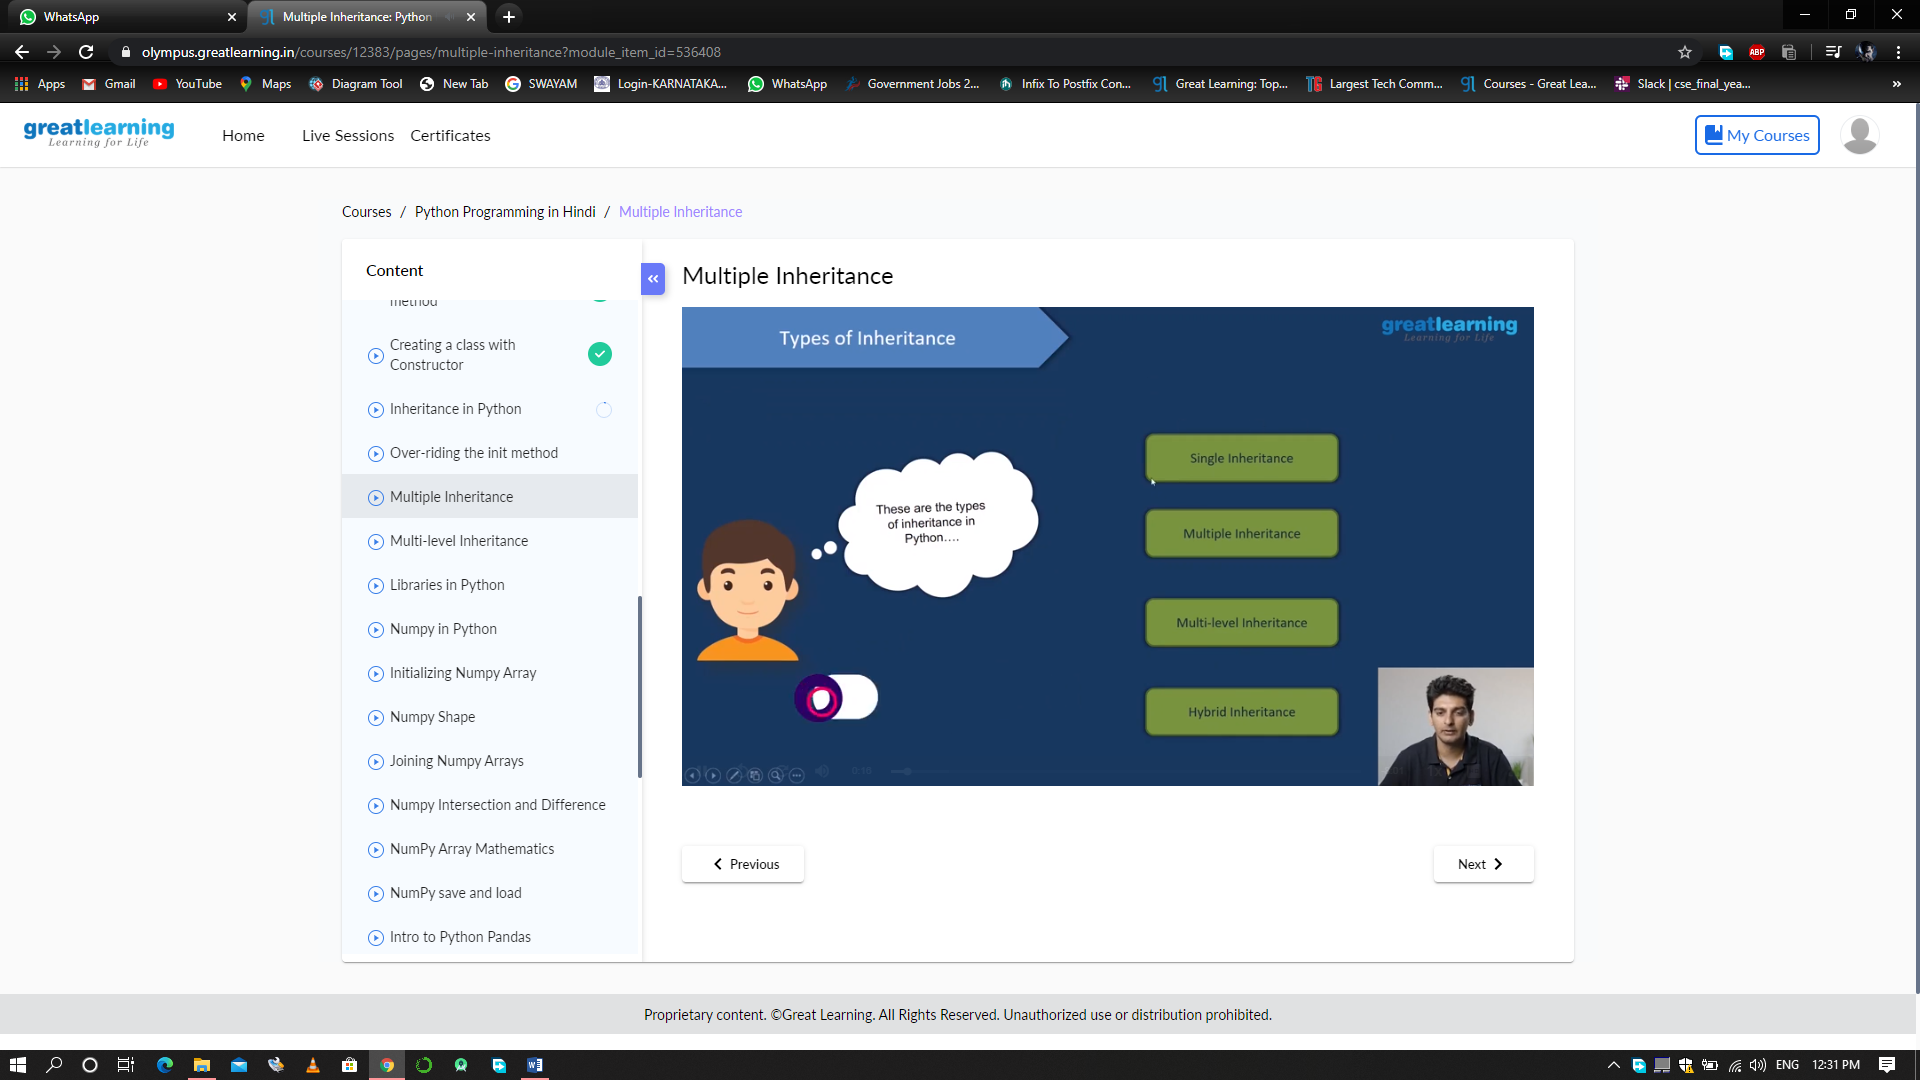 WhatsApp
Multiple Inheritance: Python
olympus.greatlearning.in/courses/12383/pages/multiple-inheritance?module_item_id=536408
ABP
Apps
Gmail
YouTube
Maps
Diagram Tool
New Tab
SWAYAM
Login-KARNATAKA...
WhatsApp
Government Jobs 2...
Infix To Postfix Con...
Great Learning: Top...
Largest Tech Comm...
Courses - Great Lea...
Slack | cse_final_yea...
»
greatlearning
Learning for Life
Home
Live Sessions
Certificates
My Courses
Courses / Python Programming in Hindi / Multiple Inheritance
Content
method
Creating a class with
Constructor
Inheritance in Python
Over-riding the init method
Multiple Inheritance
Multi-level Inheritance
Libraries in Python
Numpy in Python
Initializing Numpy Array
Numpy Shape
Joining Numpy Arrays
Numpy Intersection and Difference
NumPy Array Mathematics
NumPy save and load
Intro to Python Pandas
«
Multiple Inheritance
Types of Inheritance
greatlearning
Learning for Life
These are the types
of inheritance in
Python....
Single Inheritance
Multiple Inheritance
Multi-level Inheritance
Hybrid Inheritance
Previous
Next
Proprietary content. ©Great Learning. All Rights Reserved. Unauthorized use or distribution prohibited.
ENG
12:31 PM